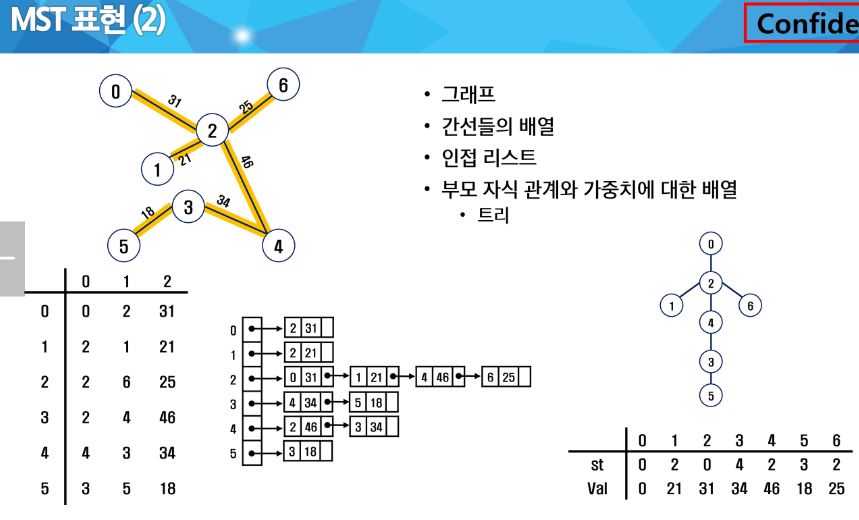 MST 표현 (2)
Confide
• 그래프
• 간선들의 배열
• 인접 리스트
• 부모 자식 관계와 가중치에 대한 배열
• 트리
0
6
31
25
2
1
21
46
3
34
18
5
4
0 1 2
0 0 2 31
1 2 1 21
2 2 6 25
3 2 4 46
4 4 3 34
5 3 5 18
0 2 31
1 2 21
2 0 31 1 21 4 46 6 25
3 4 34 5 18
4 2 46 3 34
5 3 18
0
2
1 6
4
3
5
0 1 2 3 4 5 6
st 0 2 0 4 2 3 2
Val 0 21 31 34 46 18 25